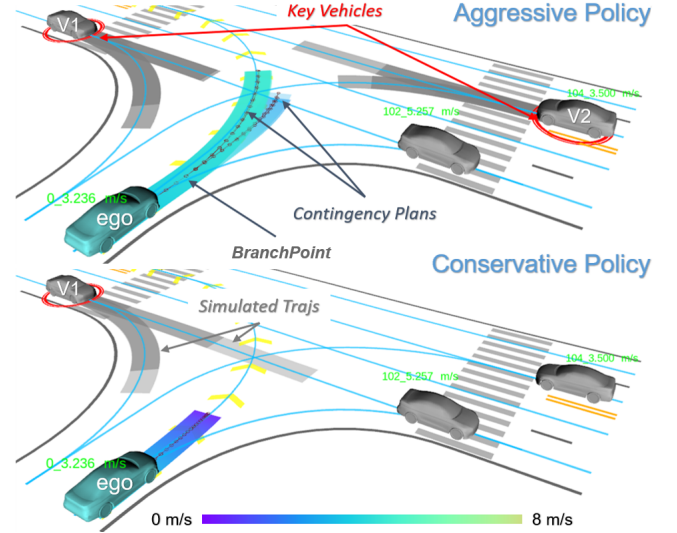 Key Vehicles
Aggressive Policy
V1
104_3.500 m/s
102_5.257 m/s
V2
0_3.236 m/s
ego
Contingency Plans
BranchPoint
Conservative Policy
V1
Simulated Trajs
104_3.500 m/s
102_5.257 m/s
0_3.236 m/s
ego
0 m/s
8 m/s